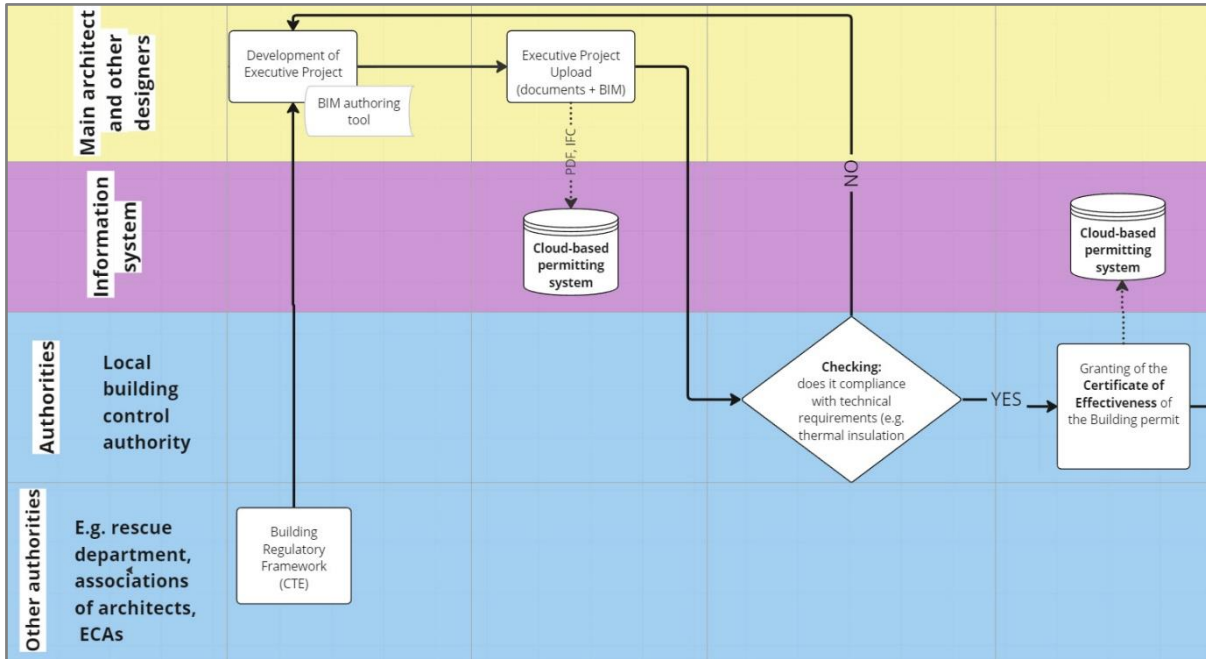 Main architect
and other
designers
Development of
Executive Project
BIM authoring
tool
Executive Project
Upload
(documents + BIM)
PDF, IFC
NO
Information
system
Cloud-based
permitting
system
Cloud-based
permitting
system
Authorities
Local
building
control
authority
Checking:
does it compliance
with technical
requirements (e.g.
thermal insulation
YES
Granting of the
Certificate of
Effectiveness of
the Building permit
Other authorities
E.g. rescue
department,
associations
of architects,
ECAs
Building
Regulatory
Framework
(CTE)